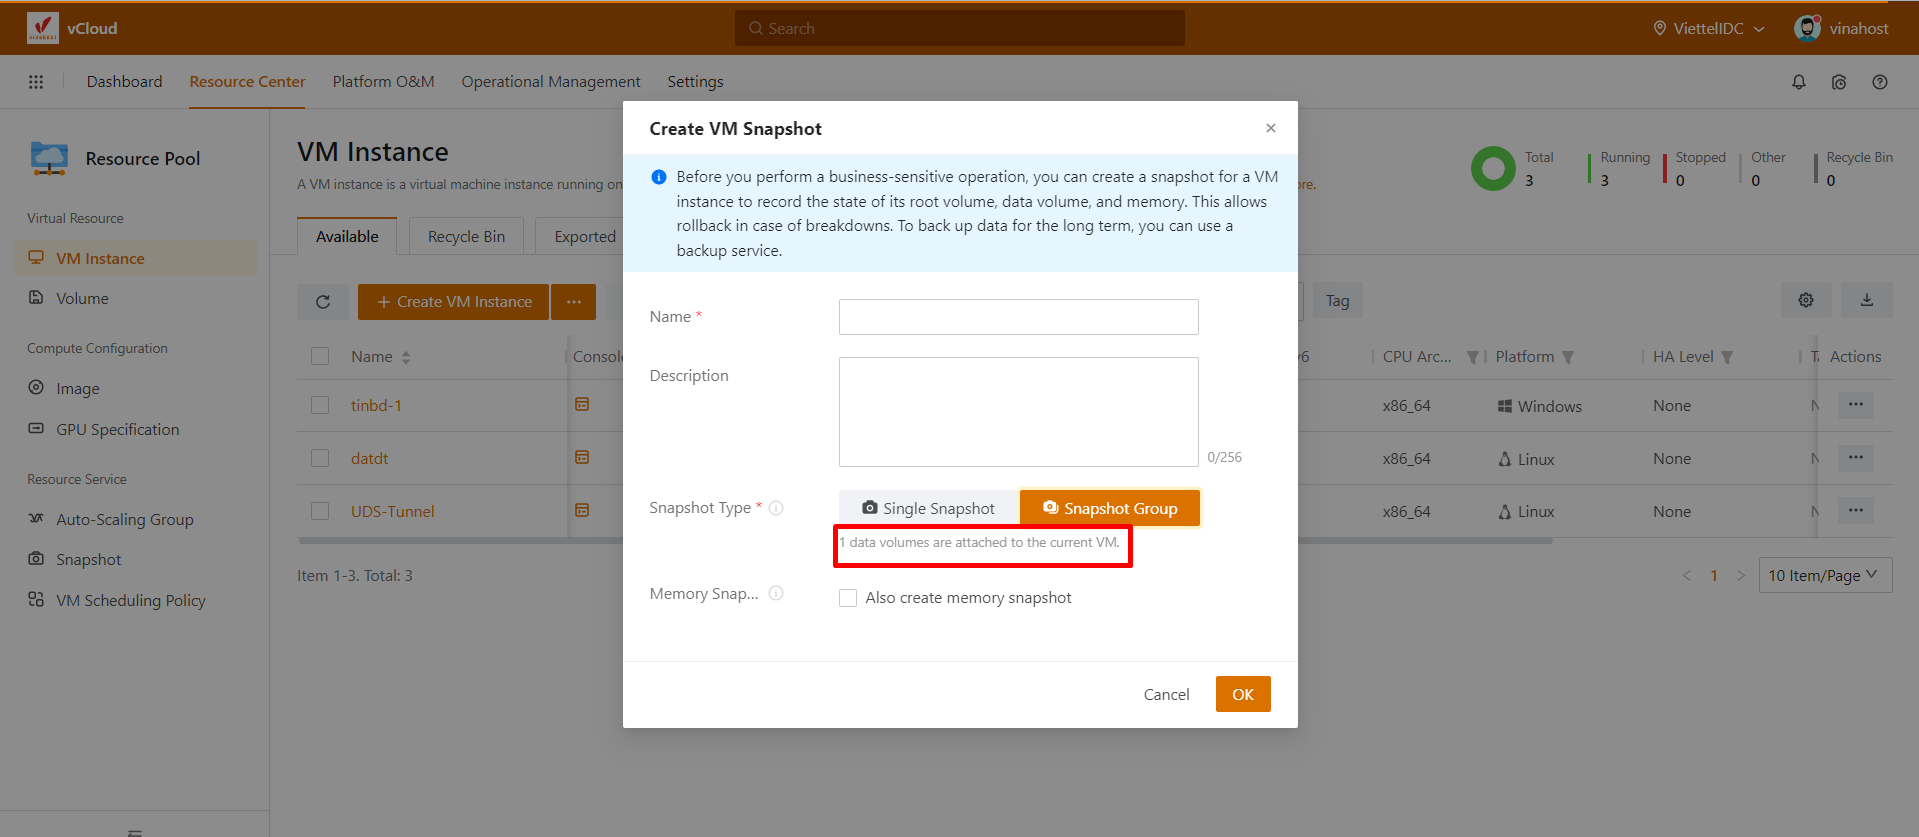 vCloud
Search
ViettelIDC
vinahost
Dashboard
Resource Center
Platform O&M
Operational Management
Settings
Resource Pool
Virtual Resource
VM Instance
Volume
Compute Configuration
Image
GPU Specification
Resource Service
Auto-Scaling Group
Snapshot
VM Scheduling Policy
VM Instance
A VM instance is a virtual machine instance running on
Total
3
Running
3
Stopped
0
Other
0
Recycle Bin
0
Available
Recycle Bin
Exported
+ Create VM Instance
Tag
Name
Console
CPU Arc...
Platform
HA Level
Actions
tinbd-1
x86_64
Windows
None
datdt
x86_64
Linux
None
UDS-Tunnel
x86_64
Linux
None
Item 1-3. Total: 3
< 1 >
10 Item/Page
Create VM Snapshot
Before you perform a business-sensitive operation, you can create a snapshot for a VM
instance to record the state of its root volume, data volume, and memory. This allows
rollback in case of breakdowns. To back up data for the long term, you can use a
backup service.
Name *
Description
0/256
Snapshot Type *
Single Snapshot
Snapshot Group
1 data volumes are attached to the current VM.
Memory Snap...
Also create memory snapshot
Cancel
OK